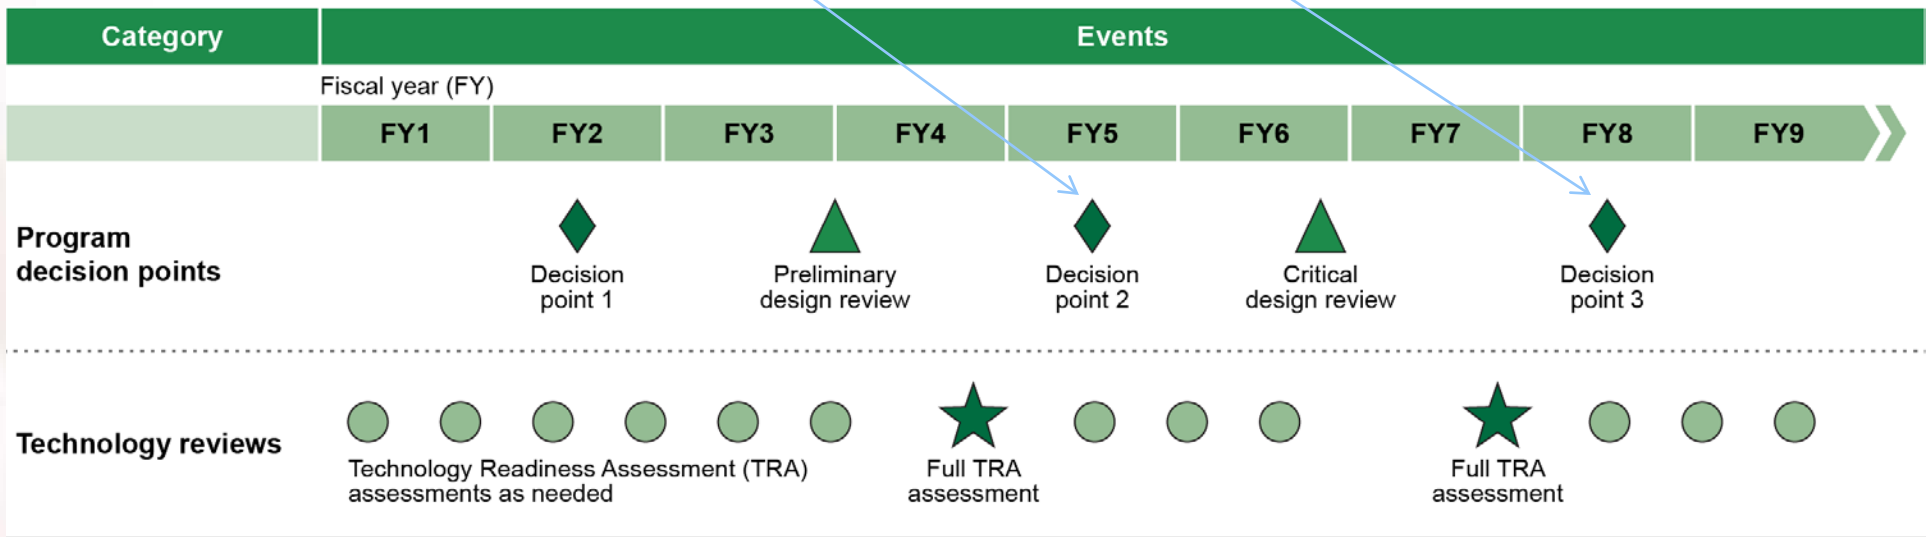 Category
Events
Fiscal year (FY)
FY1 FY2 FY3 FY4 FY5 FY6 FY7 FY8 FY9
Program
decision points
Decision
point 1
Preliminary
design review
Decision
point 2
Critical
design review
Decision
point 3
Technology reviews
Technology Readiness Assessment (TRA)
assessments as needed
Full TRA
assessment
Full TRA
assessment